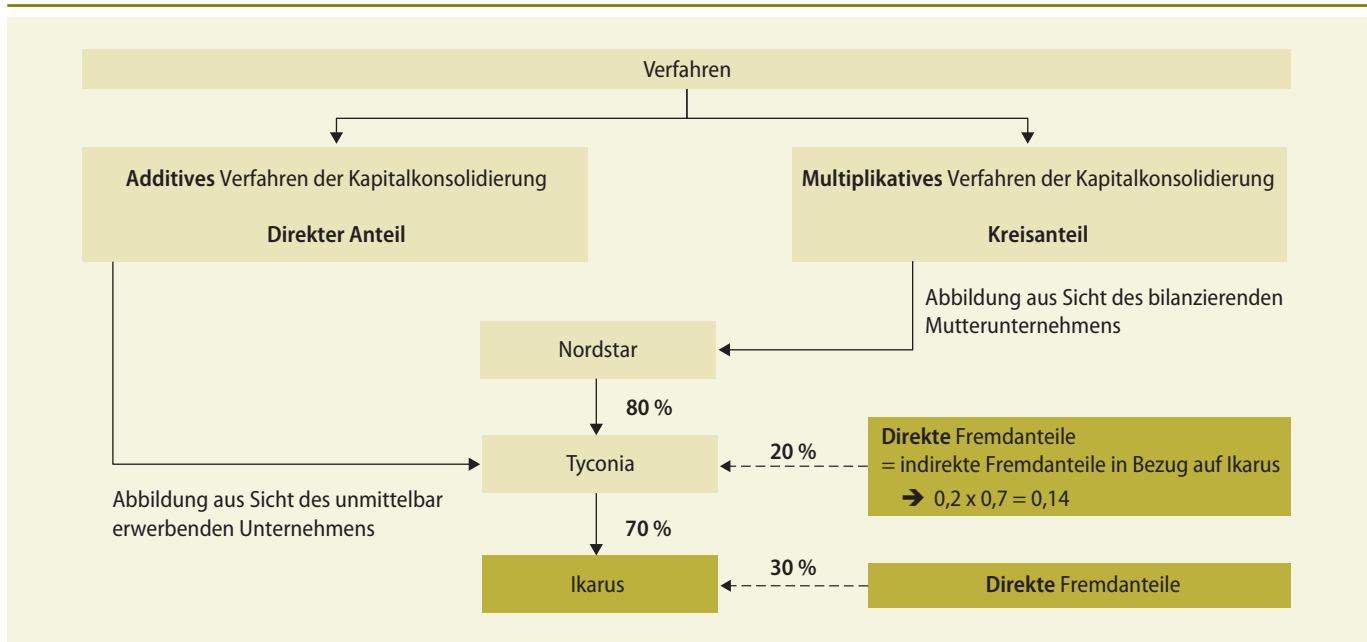 Verfahren
Additives Verfahren der Kapitalkonsolidierung
Direkter Anteil
Multiplikatives Verfahren der Kapitalkonsolidierung
Kreisanteil
Abbildung aus Sicht des bilanzierenden
Mutterunternehmens
Nordstar
80 %
Tyconia
20 %
Direkte Fremdanteile
= indirekte Fremdanteile in Bezug auf Ikarus
➔ 0,2 x 0,7 = 0,14
Abbildung aus Sicht des unmittelbar
erwerbenden Unternehmens
70 %
Ikarus
30 %
Direkte Fremdanteile